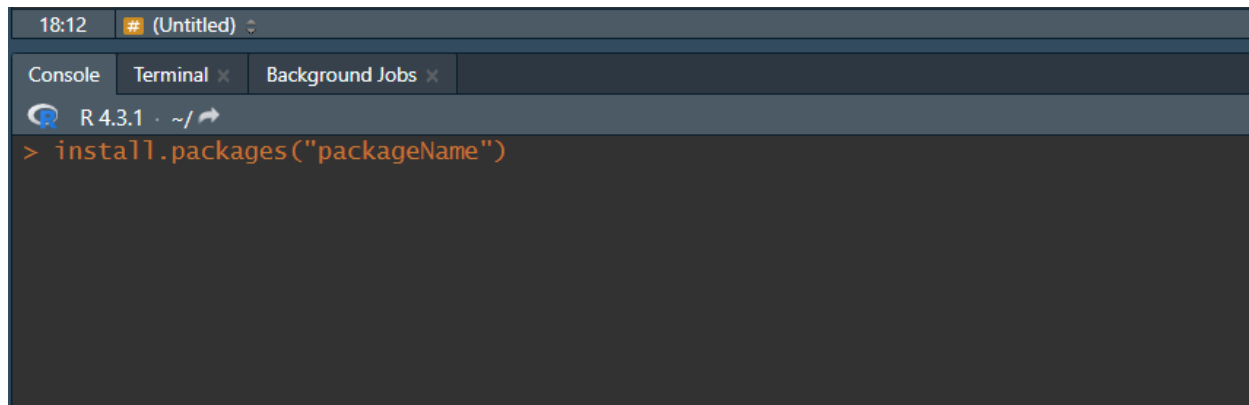 18:12 # (Untitled)
Console Terminal × Background Jobs ×
R R 4.3.1 · ~/
> install.packages("packageName")